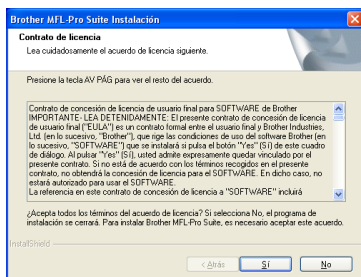 Brother MFL-Pro Suite Instalación
Contrato de licencia
Lea cuidadosamente el acuerdo de licencia siguiente.
Presione la tecla AV PÁG para ver el resto del acuerdo.
Contrato de concesión de licencia de usuario final para SOFTWARE de Brother
IMPORTANTE- LEA DETENIDAMENTE: El presente contrato de concesión de licencia
de usuario final ("EULA") es un contrato formal entre el usuario final y Brother Industries,
Ltd. (en lo sucesivo, "Brother"), que rige las condiciones de uso del software Brother (en
lo sucesivo, "SOFTWARE") que se instalará si pulsa el botón "Yes" (Sí) de este cuadro
de diálogo. Al pulsar "Yes" (Sí), usted admite expresamente quedar vinculado por el
presente contrato. Si no está de acuerdo con los términos recogidos en el presente
contrato, no obtendrá la concesión de licencia para el SOFTWARE. En dicho caso, no
estará autorizado para usar el SOFTWARE.
La referencia en este contrato de concesión de licencia a "SOFTWARE" incluirá
¿Acepta todos los términos del acuerdo de licencia? Si selecciona No, el programa de
instalación se cerrará. Para instalar Brother MFL-Pro Suite, es necesario aceptar este acuerdo.
InstallShield
< Atrás
Sí
No